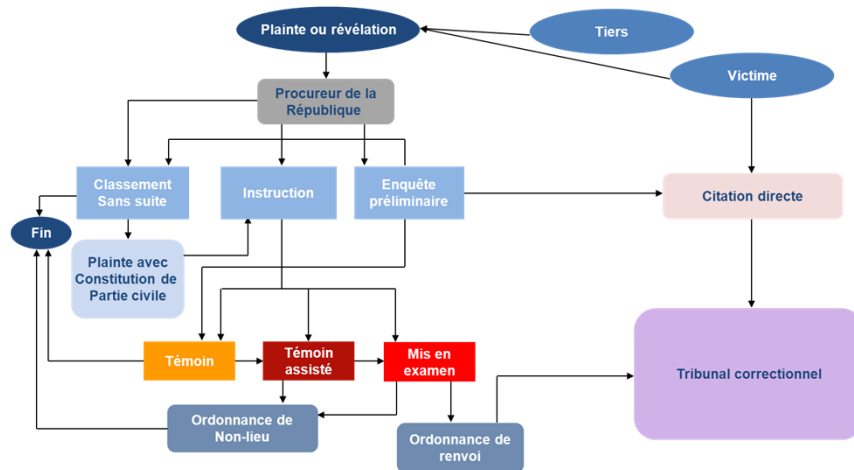 Plainte ou révélation
Tiers
Victime
Procureur de la
République
Classement
Sans suite
Instruction
Enquête
préliminaire
Citation directe
Fin
Plainte avec
Constitution de
Partie civile
Témoin
Témoin
assisté
Mis en
examen
Tribunal correctionnel
Ordonnance de
Non-lieu
Ordonnance de
renvoi